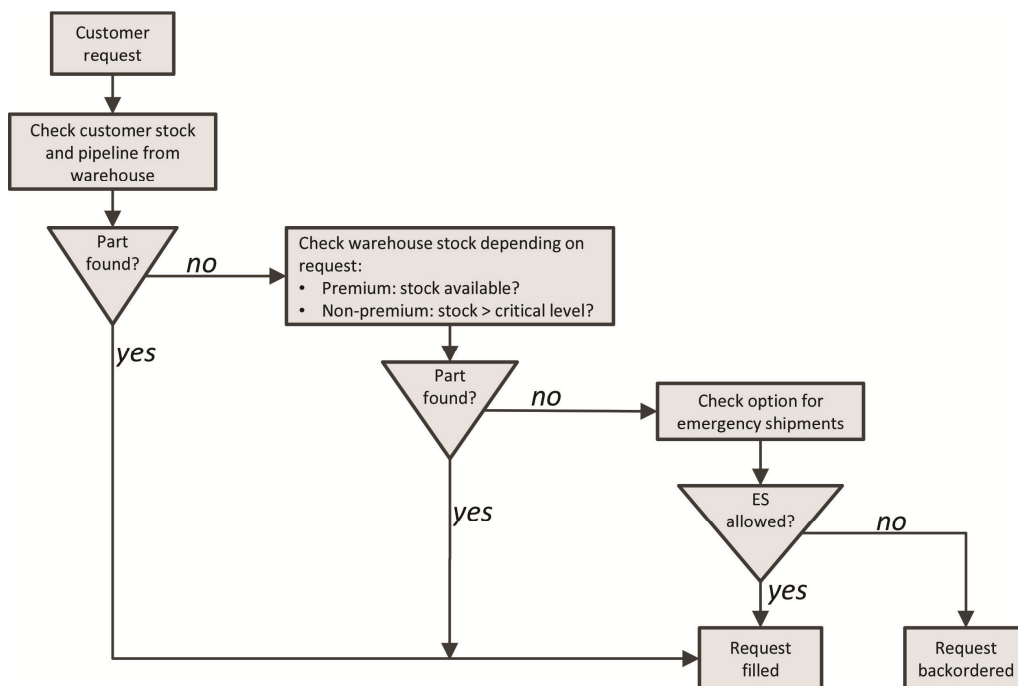 Customer
request
Check customer stock
and pipeline from
warehouse
Part
found?
no
yes
Check warehouse stock depending on
request:
• Premium: stock available?
• Non-premium: stock > critical level?
Part
found?
no
yes
Check option for
emergency shipments
ES
allowed?
no
yes
Request
filled
Request
backordered